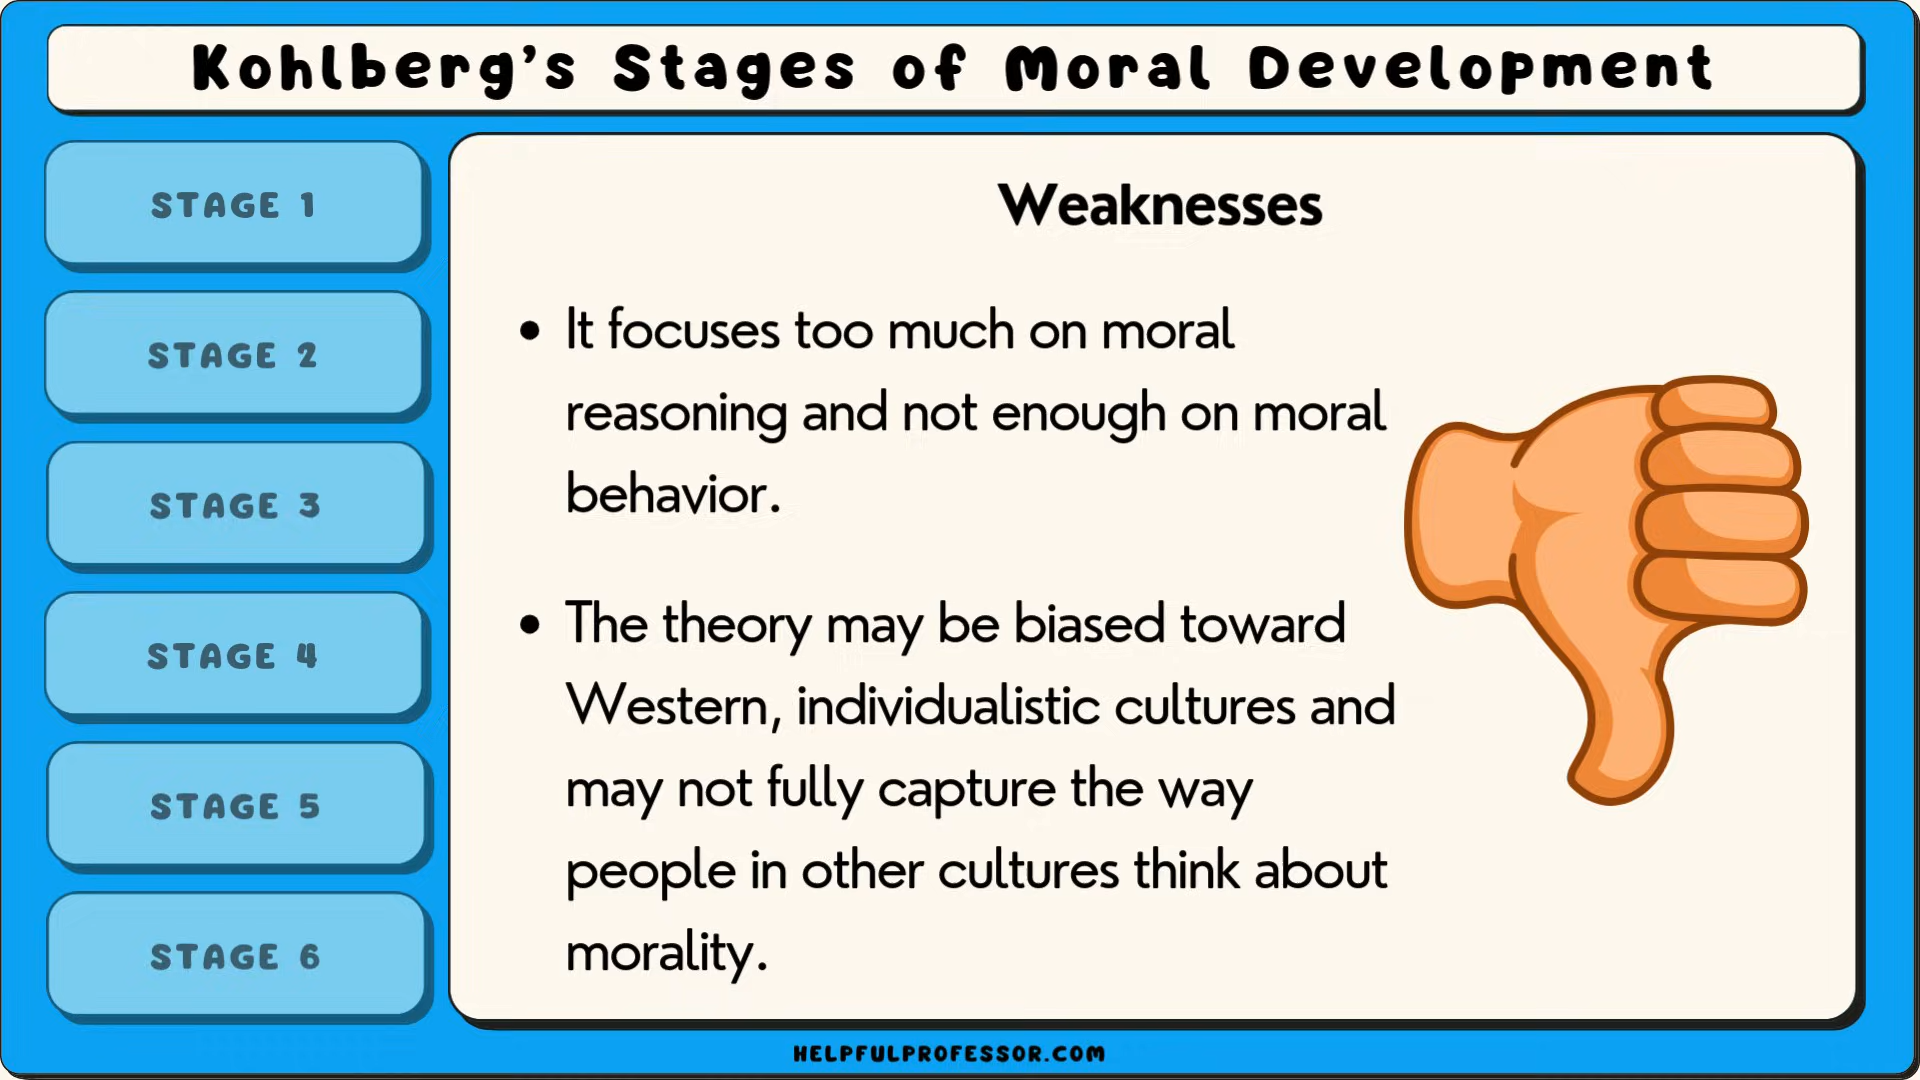 Kohlberg’s Stages of Moral Development
STAGE 1
STAGE 2
STAGE 3
STAGE 4
STAGE 5
STAGE 6
Weaknesses
• It focuses too much on moral
reasoning and not enough on moral
behavior.
• The theory may be biased toward
Western, individualistic cultures and
may not fully capture the way
people in other cultures think about
morality.
HELPFULPROFESSOR.COM